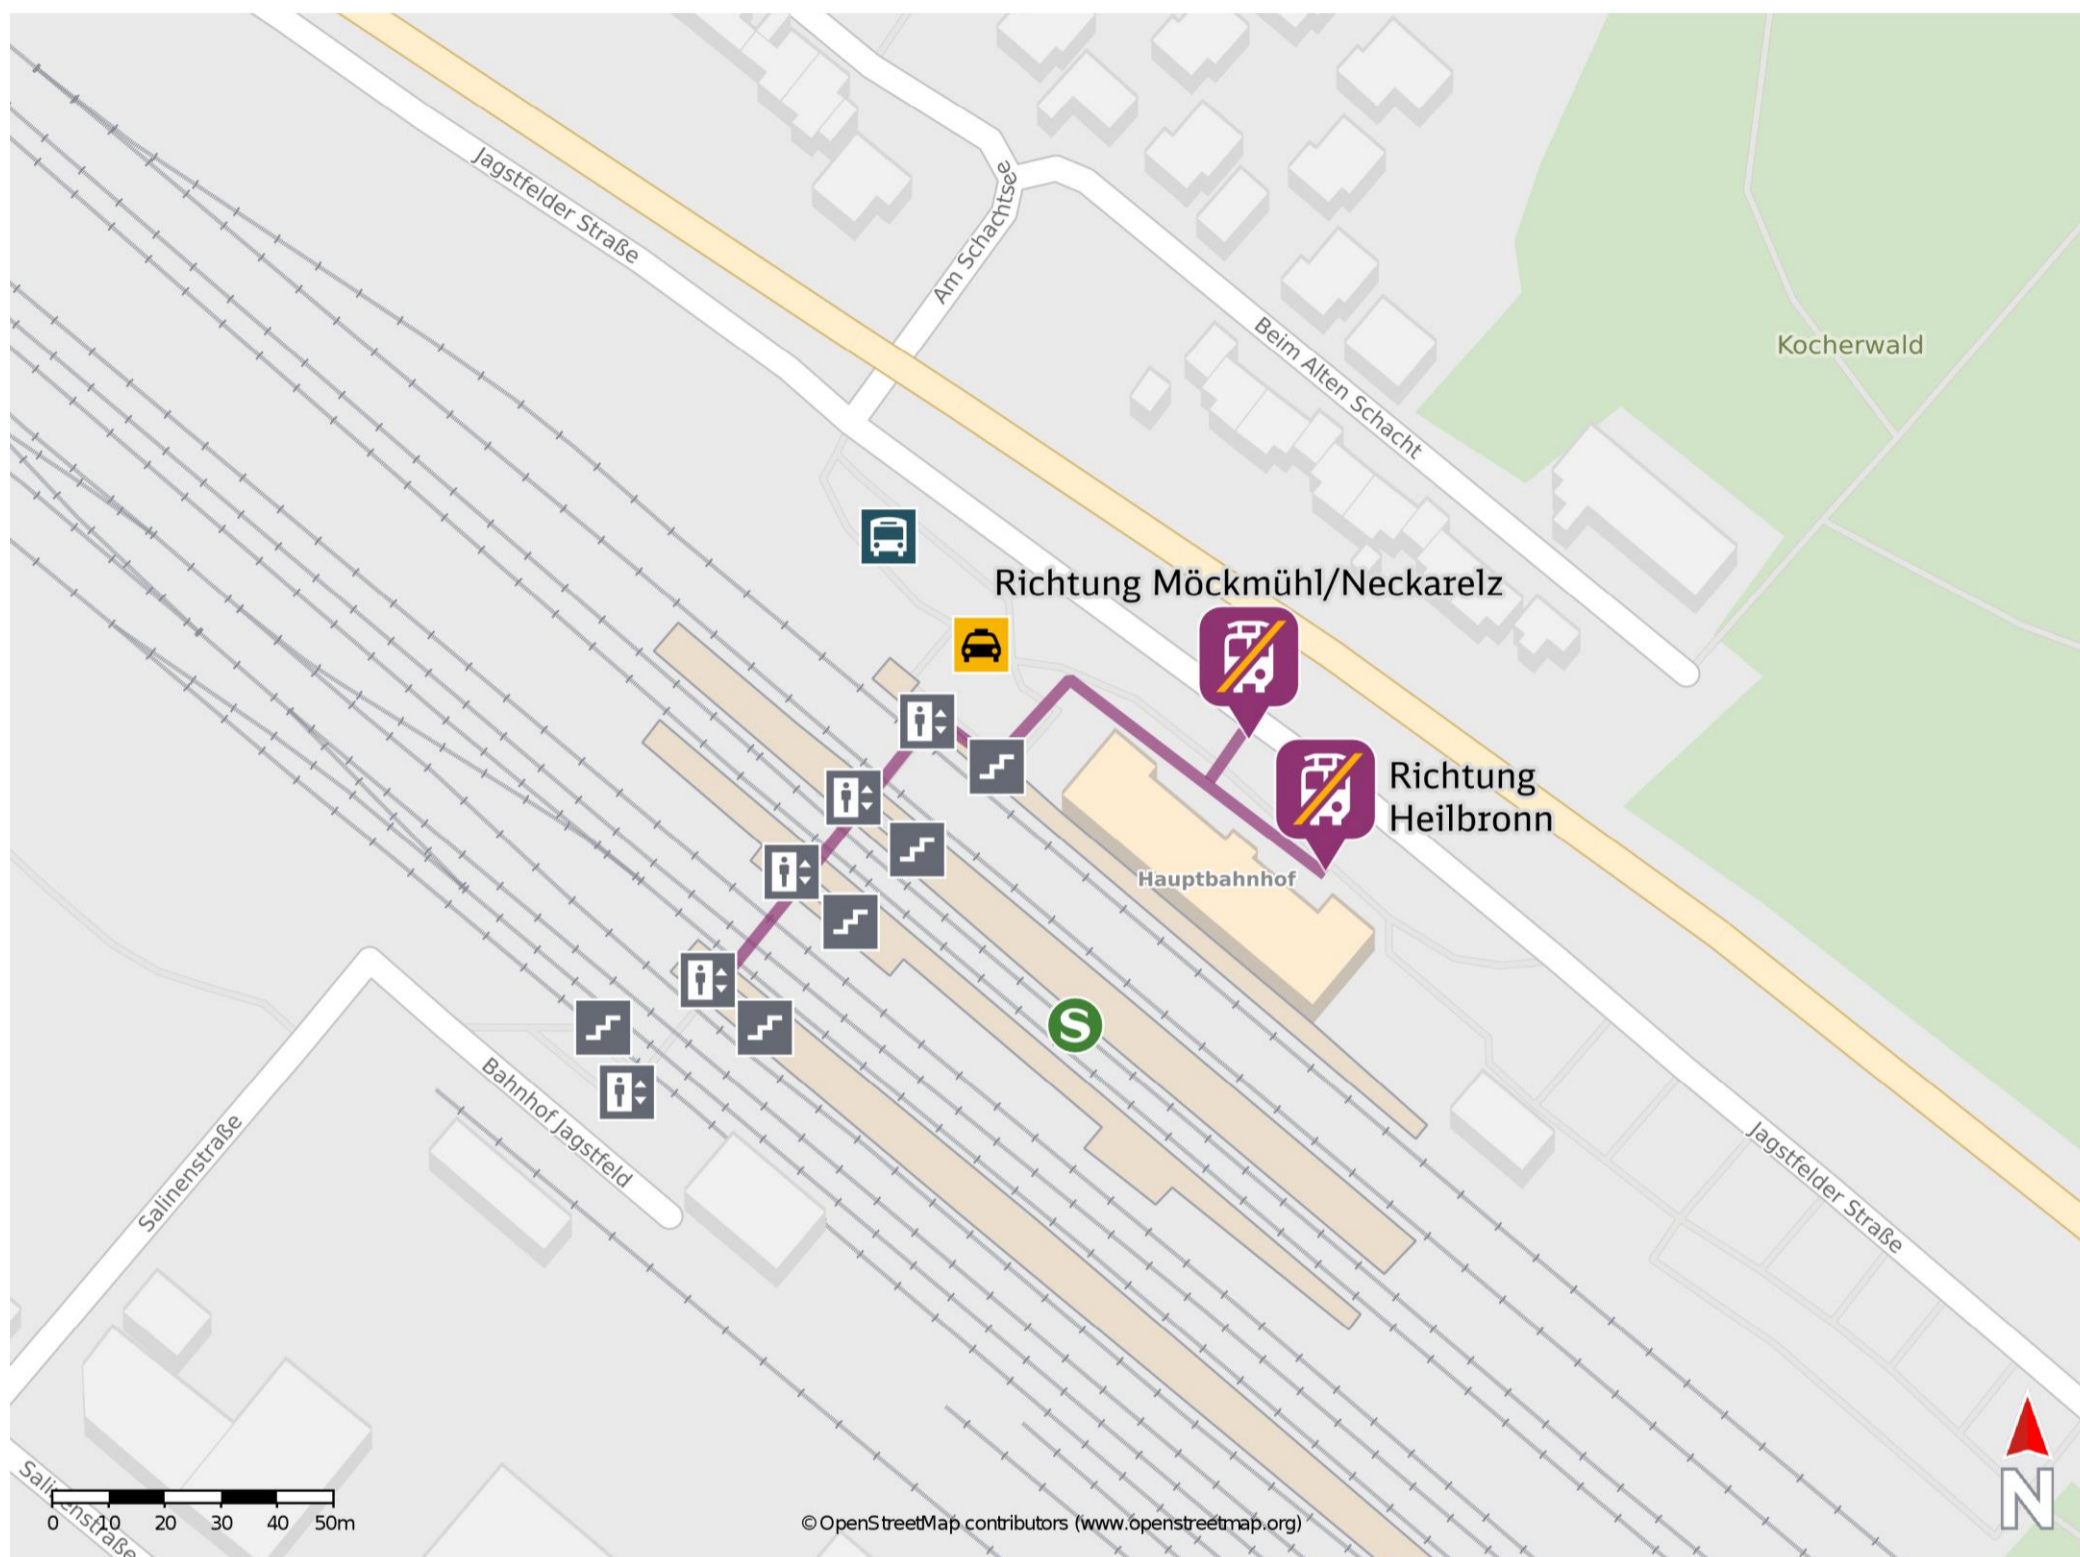 Jagstfelder Straße
Am Schachtsee
Beim Alten Schacht
Kocherwald
Richtung Möckmühl/Neckarelz
Richtung
Heilbronn
Hauptbahnhof
S
Bahnhof Jagstfeld
Salinenstraße
Jagstfelder Straße
Salinenstraße
0 10 20 30 40 50m
© OpenStreetMap contributors (www.openstreetmap.org)
N